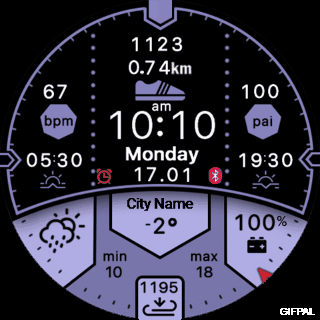 1123
0.74km
67
bpm
100
pai
am
10:10
Monday
17.01
05:30
19:30
City Name
-2°
100%
min
10
max
18
1195
GIFPAL